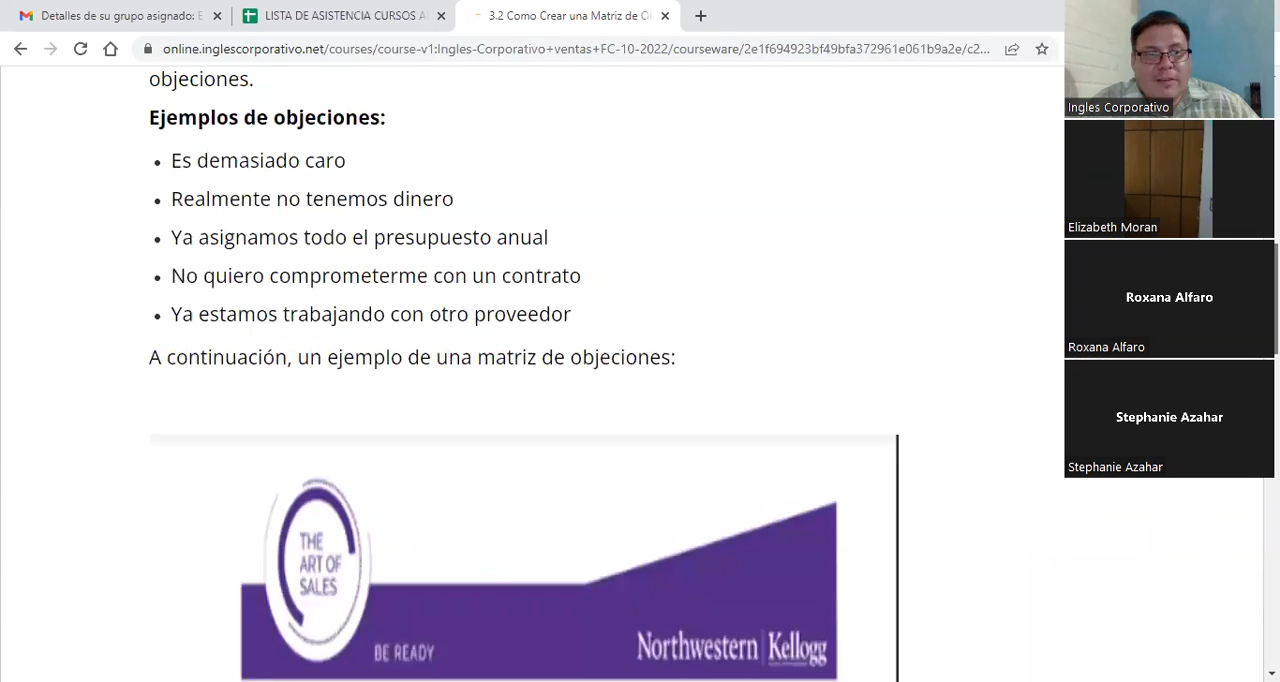 Detalles de su grupo asignado: E
LISTA DE ASISTENCIA CURSOS A
3.2 Como Crear una Matriz de O
online.inglescorporativo.net/courses/course-v1:Ingles-Corporativo+ventas+FC-10-2022/courseware/2e1f694923bf49bfa372961e061b9a2e/c2...
objeciones.
Ejemplos de objeciones:
• Es demasiado caro
• Realmente no tenemos dinero
• Ya asignamos todo el presupuesto anual
• No quiero comprometerme con un contrato
• Ya estamos trabajando con otro proveedor
A continuación, un ejemplo de una matriz de objeciones:
THE
ART OF
SALES
BE READY
Northwestern | Kellogg
Ingles Corporativo
Elizabeth Moran
Roxana Alfaro
Roxana Alfaro
Stephanie Azahar
Stephanie Azahar